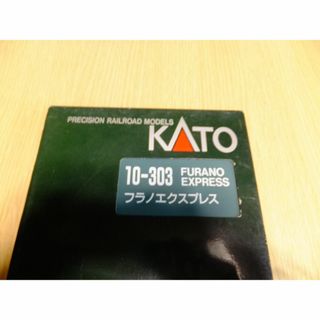 PRECISION RAILROAD MODELS
KATO
10-303 FURANO EXPRESS
フラノエクスプレス